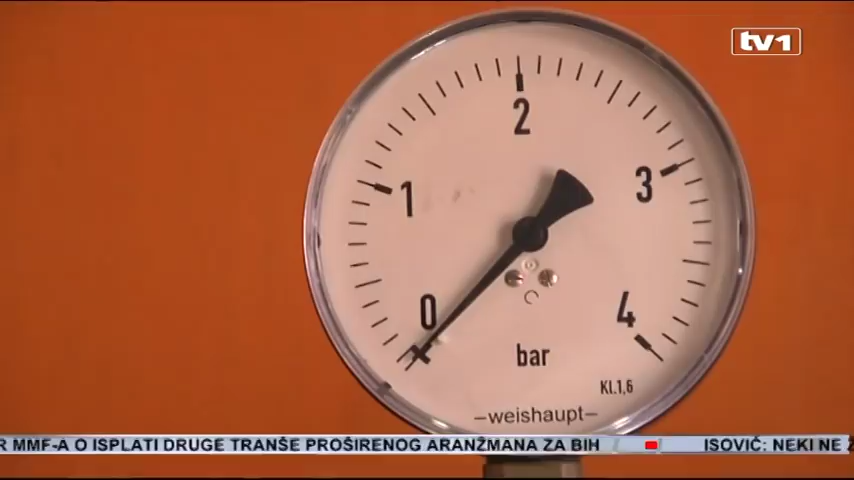 tv1
2
1
3
0
4
bar
Kl.1,6
-weishaupt-
R MMF-A O ISPLATI DRUGE TRANŠE PROŠIRENOG ARANŽMANA ZA BIH
ISOVIĆ: NEKI NE